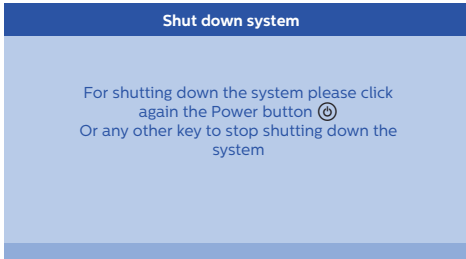 Shut down system
For shutting down the system please click
again the Power button
Or any other key to stop shutting down the
system